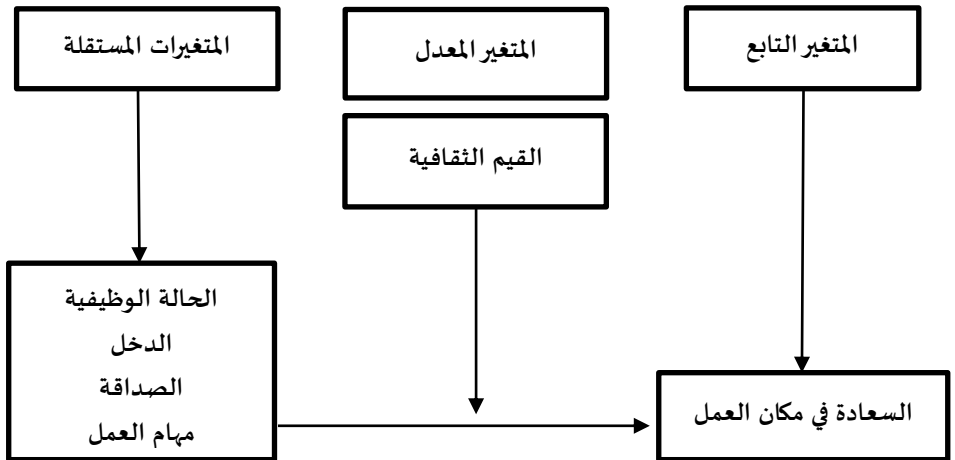 المتغيرات المستقلة
المتغير المعدل
المتغير التابع
القيم الثقافية
الحالة الوظيفية
الدخل
الصداقة
مهام العمل
السعادة في مكان العمل